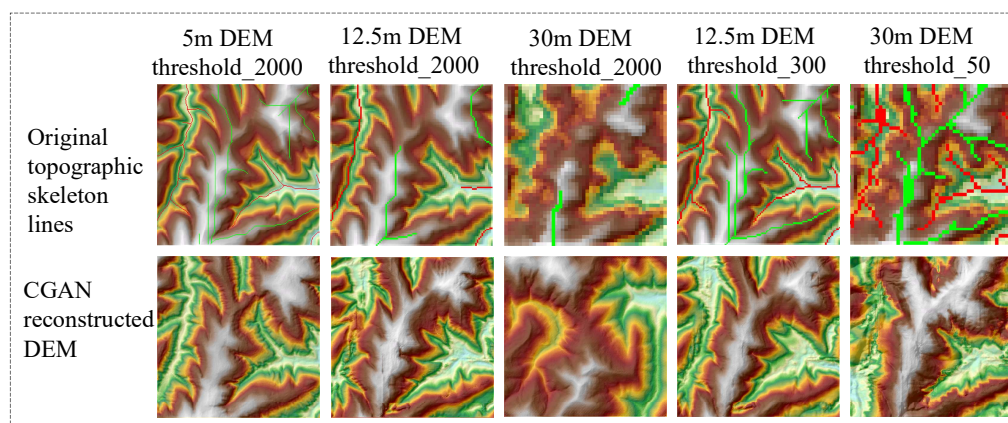 5m DEM 12.5m DEM 30m DEM 12.5m DEM 30m DEM
threshold_2000 threshold_2000 threshold_2000 threshold_300 threshold_50
Original
topographic
skeleton
lines
CGAN
reconstructed
DEM